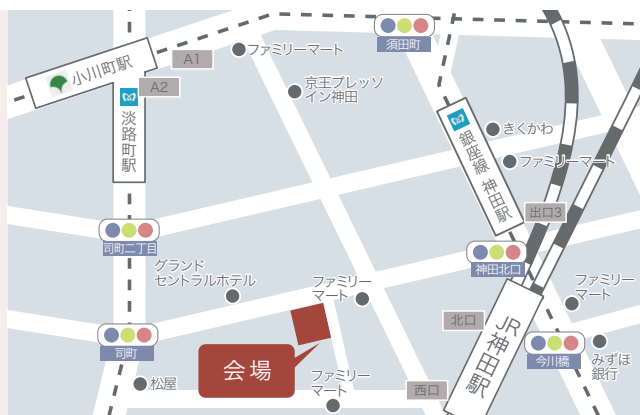 小川町駅
A1
A2
淡路町駅
ファミリーマート
京王プレッソ
イン神田
須田町
きくかわ
ファミリーマート
銀座線 神田駅
出口3
司町二丁目
グランド
セントラルホテル
ファミリー
マート
神田北口
ファミリー
マート
北口
JR神田駅
今川橋
みずほ
銀行
司町
会場
松屋
ファミリー
マート
西口